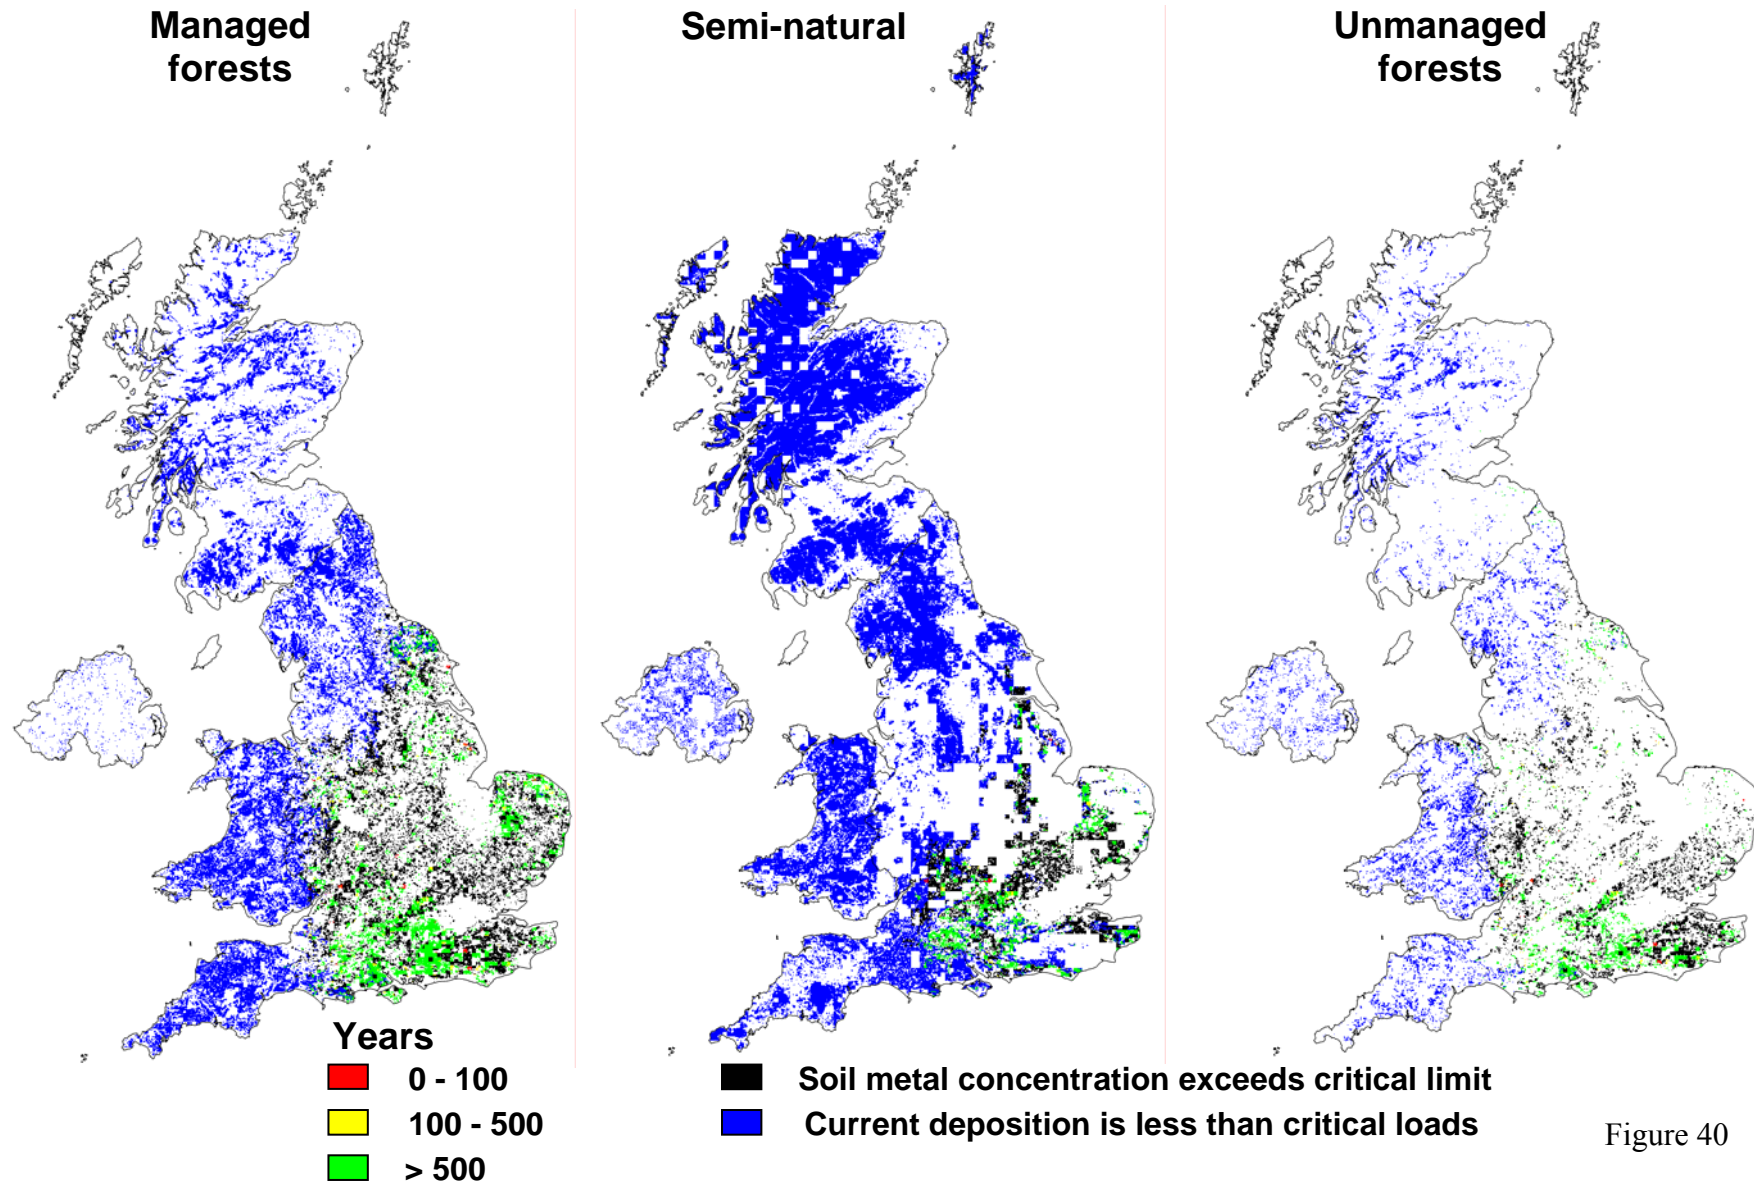 Managed
forests
Semi-natural
Unmanaged
forests
Years
0 - 100
100 - 500
> 500
Soil metal concentration exceeds critical limit
Current deposition is less than critical loads
Figure 40